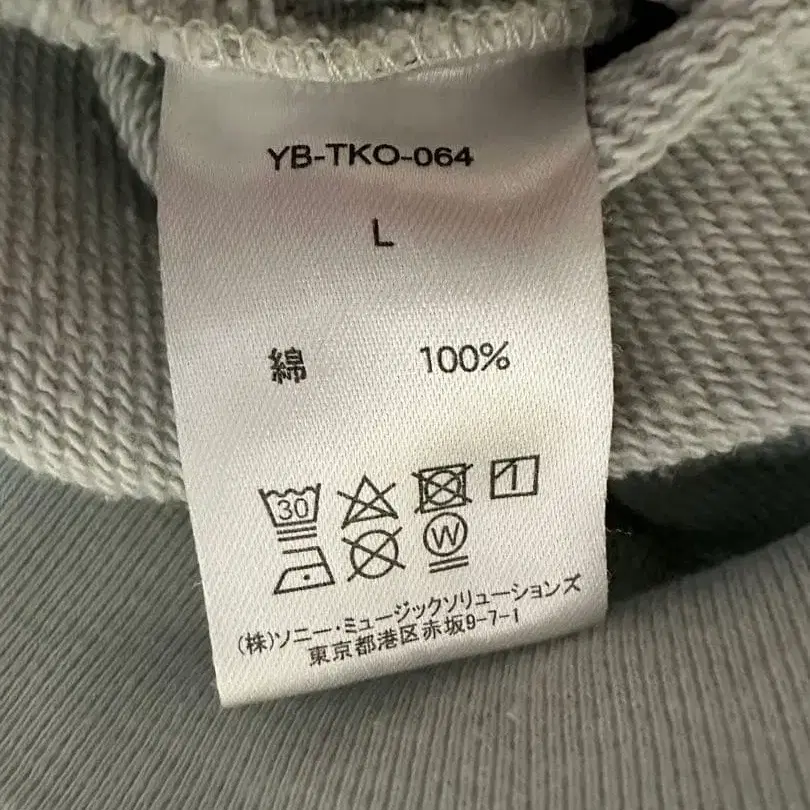 YB-TKO-064
L
綿 100%
30
1
W
(株)ソニー・ミュージックソリューションズ
東京都港区赤坂9-7-1